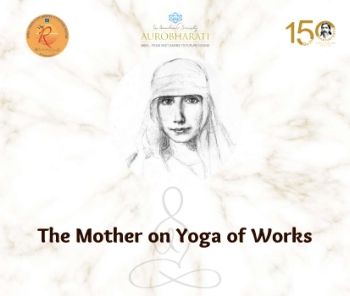 Sri Aurobindo Society
AUROBHARATI
150
The Mother on Yoga of Works